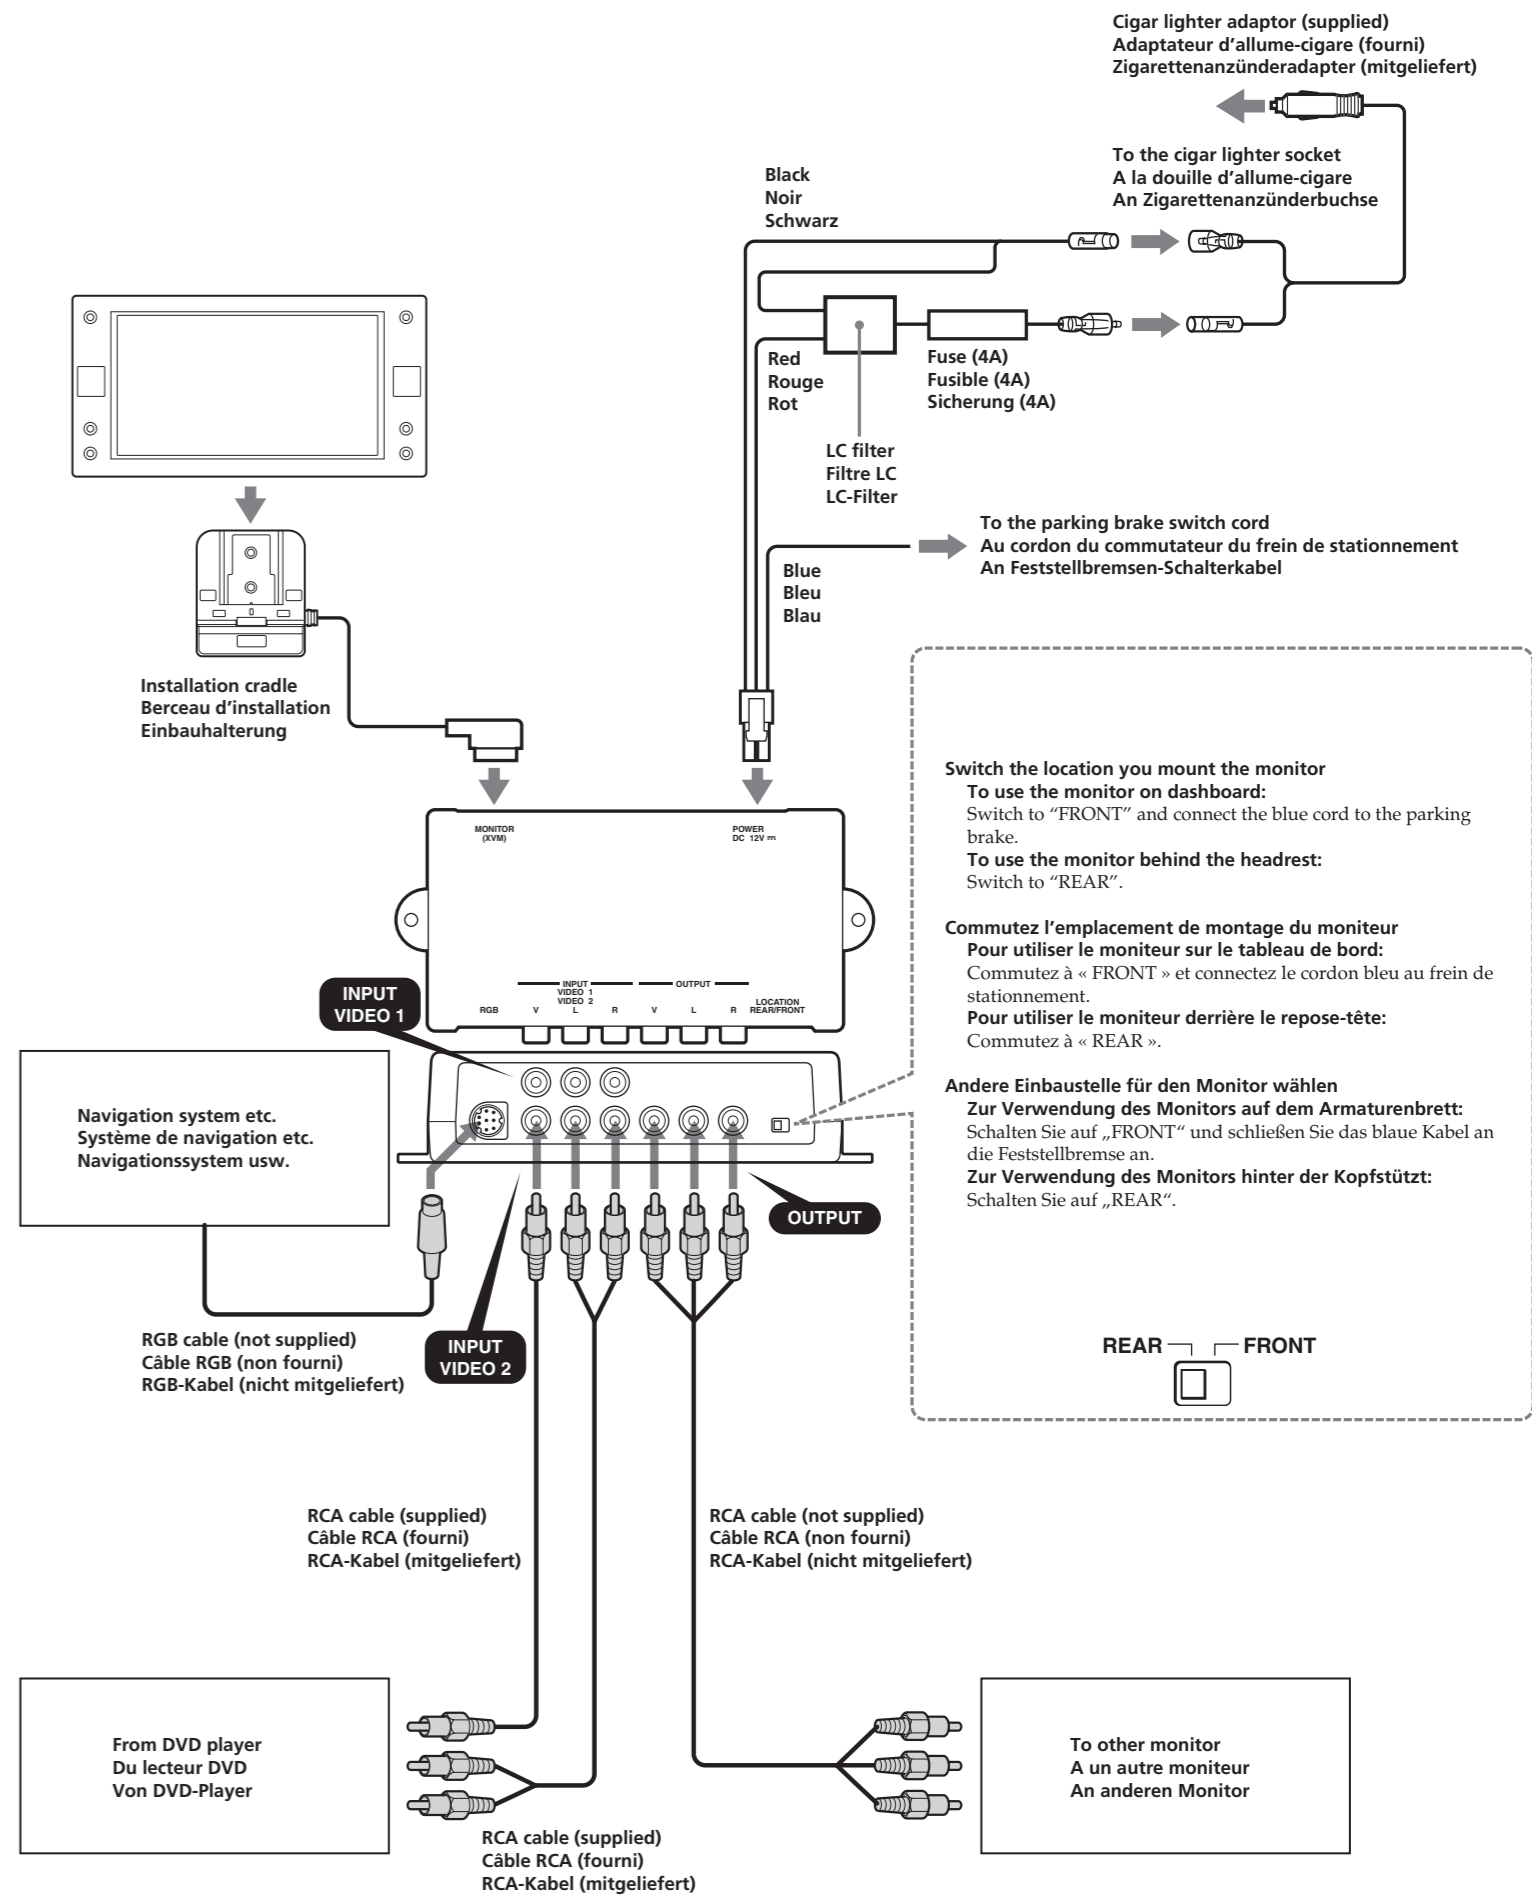 Cigar lighter adaptor (supplied)
Adaptateur d’allume-cigare (fourni)
Zigarettenanzünderadapter (mitgeliefert)
To the cigar lighter socket
A la douille d’allume-cigare
An Zigarettenanzünderbuchse
Black
Noir
Schwarz
Red
Rouge
Rot
Fuse (4A)
Fusible (4A)
Sicherung (4A)
LC filter
Filtre LC
LC-Filter
To the parking brake switch cord
Au cordon du commutateur du frein de stationnement
An Feststellbremsen-Schalterkabel
Blue
Bleu
Blau
Installation cradle
Berceau d’installation
Einbauhalterung
MONITOR
(XVM)
POWER
DC 12V
INPUT
VIDEO 1
VIDEO 2
OUTPUT
RGB
V
L
R
V
L
R
LOCATION
REAR/FRONT
INPUT
VIDEO 1
Switch the location you mount the monitor
To use the monitor on dashboard:
Switch to “FRONT” and connect the blue cord to the parking
brake.
To use the monitor behind the headrest:
Switch to “REAR”.
Commutez l’emplacement de montage du moniteur
Pour utiliser le moniteur sur le tableau de bord:
Commutez à « FRONT » et connectez le cordon bleu au frein de
stationnement.
Pour utiliser le moniteur derrière le repose-tête:
Commutez à « REAR ».
Andere Einbaustelle für den Monitor wählen
Zur Verwendung des Monitors auf dem Armaturenbrett:
Schalten Sie auf „FRONT“ und schließen Sie das blaue Kabel an
die Feststellbremse an.
Zur Verwendung des Monitors hinter der Kopfstützt:
Schalten Sie auf „REAR“.
REAR
FRONT
Navigation system etc.
Système de navigation etc.
Navigationssystem usw.
OUTPUT
RGB cable (not supplied)
Câble RGB (non fourni)
RGB-Kabel (nicht mitgeliefert)
INPUT
VIDEO 2
RCA cable (supplied)
Câble RCA (fourni)
RCA-Kabel (mitgeliefert)
RCA cable (not supplied)
Câble RCA (non fourni)
RCA-Kabel (nicht mitgeliefert)
From DVD player
Du lecteur DVD
Von DVD-Player
To other monitor
A un autre moniteur
An anderen Monitor
RCA cable (supplied)
Câble RCA (fourni)
RCA-Kabel (mitgeliefert)